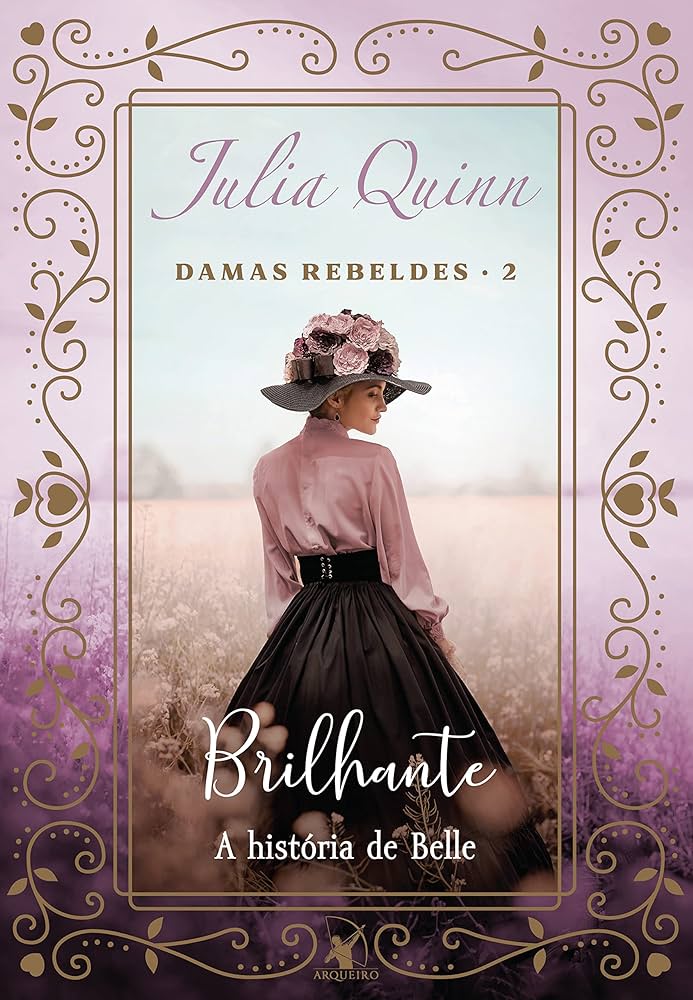 Julia Quinn
DAMAS REBELDES • 2
Brilhante
A história de Belle
ARQUEIRO